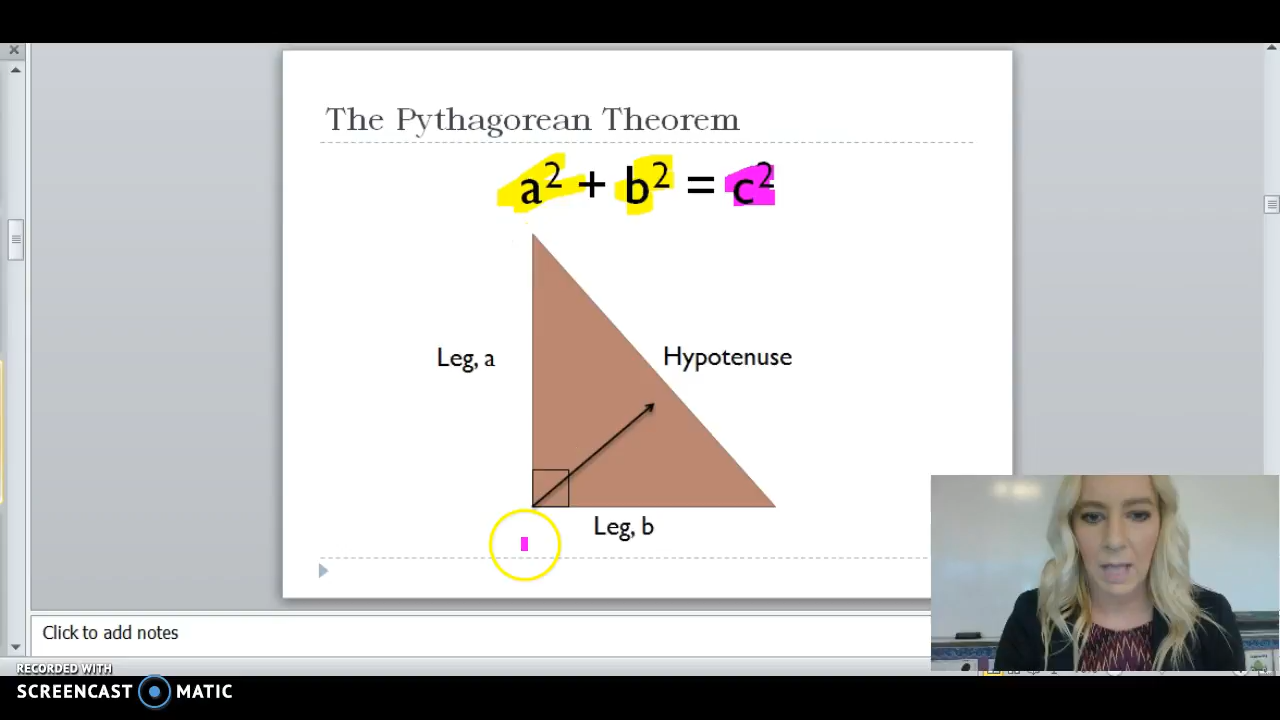 The Pythagorean Theorem
a² + b² = c²
Leg, a
Hypotenuse
Leg, b
Click to add notes
RECORDED WITH
SCREENCAST MATIC